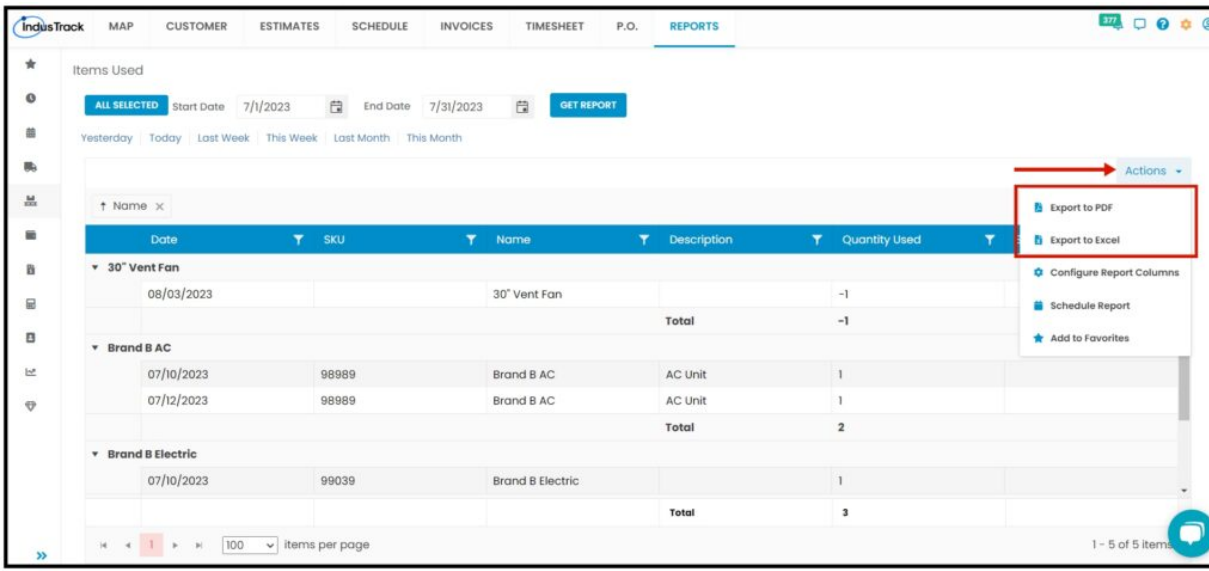 IndusTrack MAP CUSTOMER ESTIMATES SCHEDULE INVOICES TIMESHEET P.O. REPORTS 377
Items Used
ALL SELECTED Start Date 7/1/2023 End Date 7/31/2023 GET REPORT
Yesterday Today Last Week This Week Last Month This Month
Actions
↑ Name ×
Export to PDF
Date SKU Name Description Quantity Used
Export to Excel
30" Vent Fan
Configure Report Columns
08/03/2023 30" Vent Fan -1
Schedule Report
Total -1
Add to Favorites
Brand B AC
07/10/2023 98989 Brand B AC AC Unit 1
07/12/2023 98989 Brand B AC AC Unit 1
Total 2
Brand B Electric
07/10/2023 99039 Brand B Electric 1
Total 3
1 100 items per page 1 - 5 of 5 items